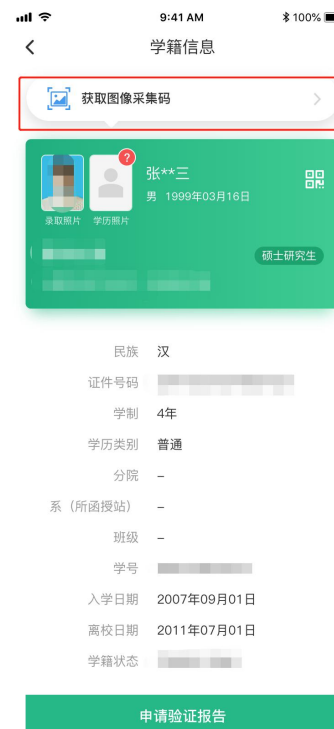 9:41 AM 100%
学籍信息
获取图像采集码
?
张**三
男 1999年03月16日
录取照片 学历照片
硕士研究生
民族 汉
证件号码
学制 4年
学历类别 普通
分院 –
系（所函授站） –
班级 –
学号
入学日期 2007年09月01日
离校日期 2011年07月01日
学籍状态
申请验证报告